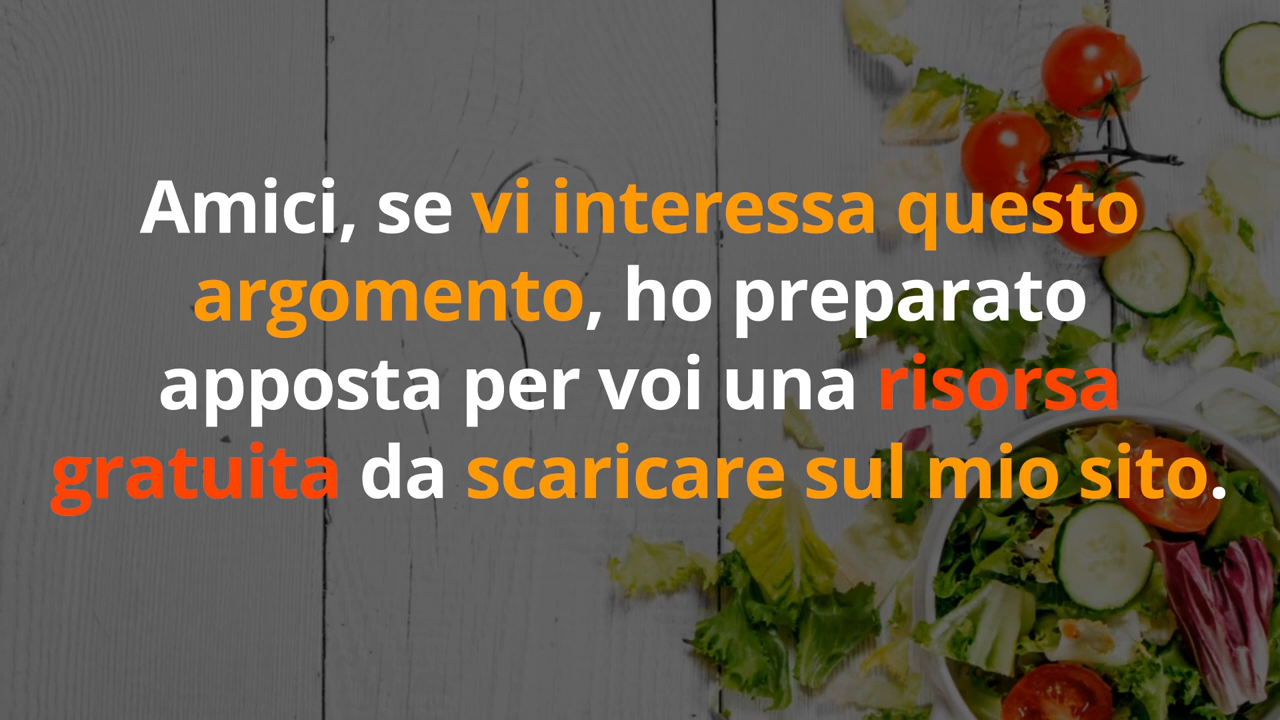 Amici, se vi interessa questo
argomento, ho preparato
apposta per voi una risorsa
gratuita da scaricare sul mio sito.